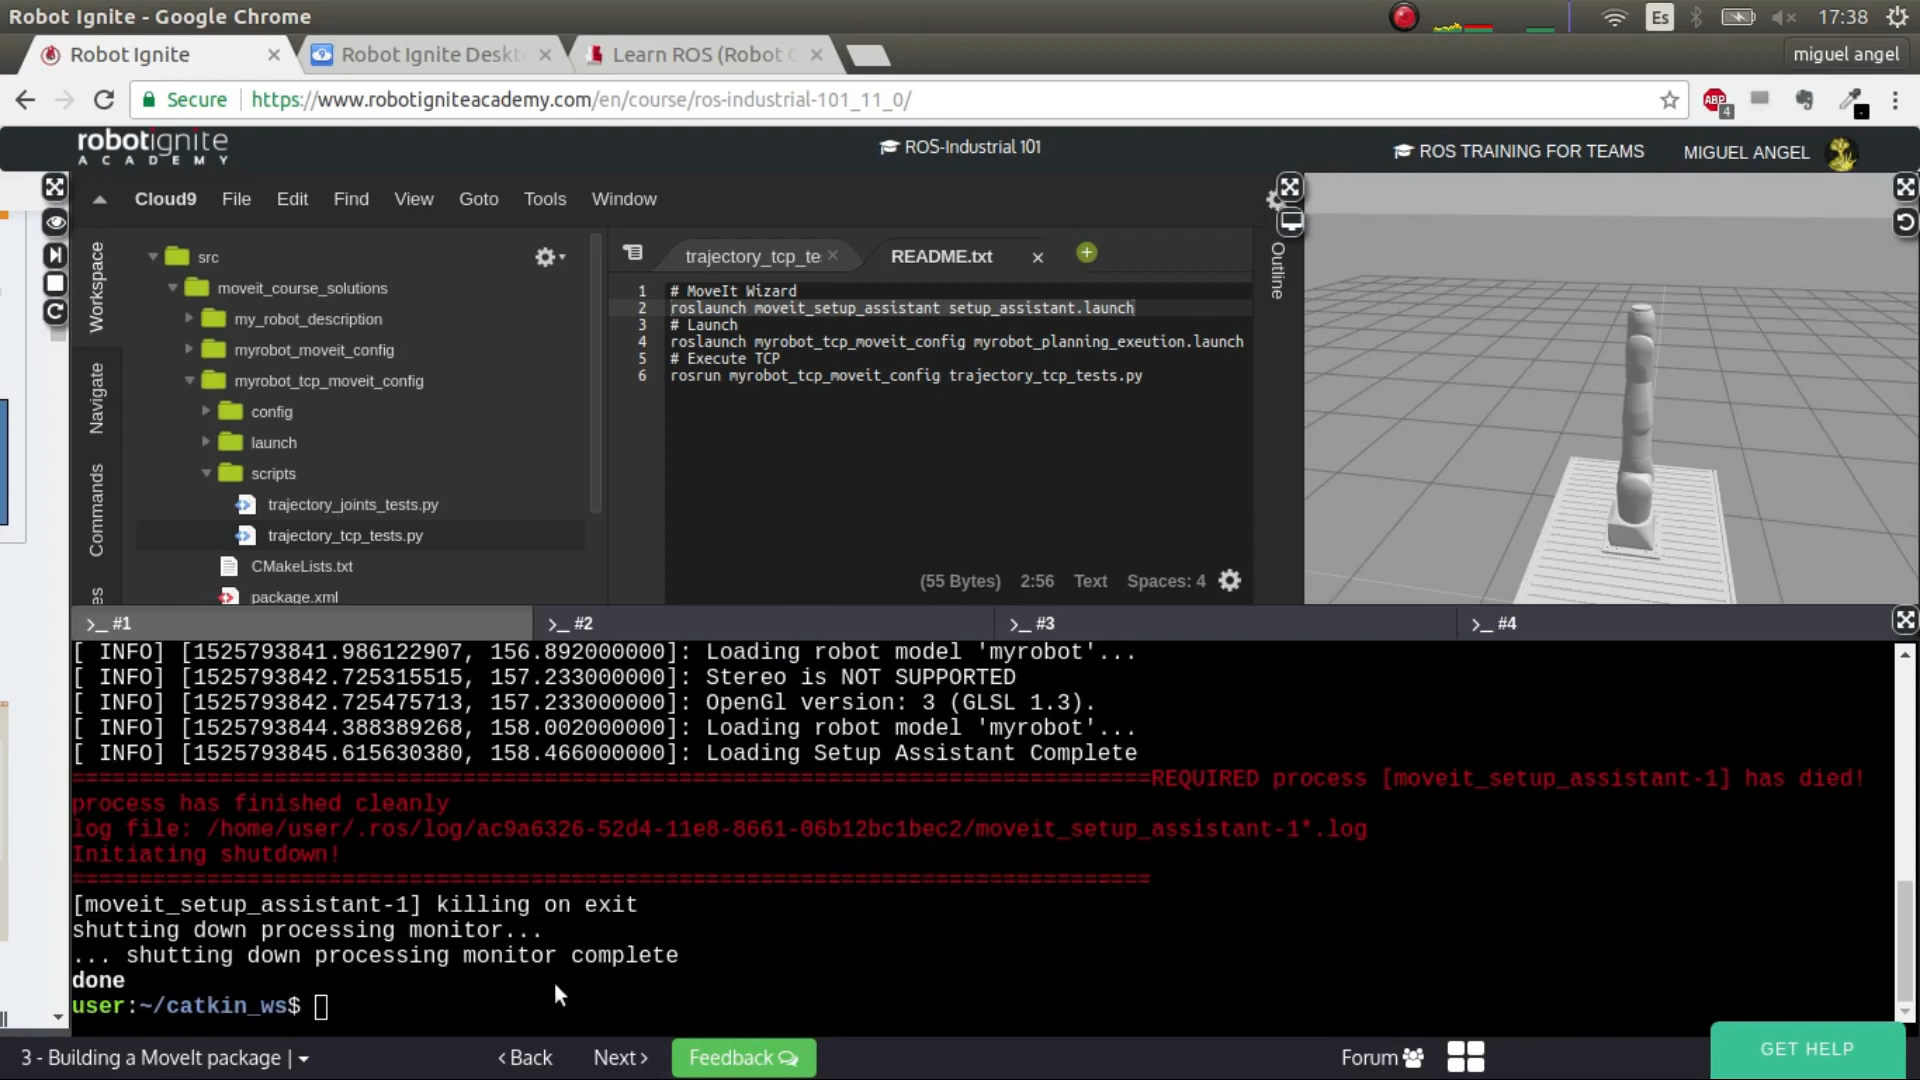 Robot Ignite - Google Chrome
Es
17:38
Robot Ignite
Robot Ignite Deskt
Learn ROS (Robot
miguel angel
Secure
https://www.robotigniteacademy.com/en/course/ros-industrial-101_11_0/
ABP
4
robotignite
ACADEMY
ROS-Industrial 101
ROS TRAINING FOR TEAMS
MIGUEL ANGEL
Cloud9 File Edit Find View Goto Tools Window
Workspace
Navigate
Commands
es
src
moveit_course_solutions
my_robot_description
myrobot_moveit_config
myrobot_tcp_moveit_config
config
launch
scripts
trajectory_joints_tests.py
trajectory_tcp_tests.py
CMakeLists.txt
package.xml
trajectory_tcp_te
README.txt
Outline
1 # MoveIt Wizard
2 roslaunch moveit_setup_assistant setup_assistant.launch
3 # Launch
4 roslaunch myrobot_tcp_moveit_config myrobot_planning_exeution.launch
5 # Execute TCP
6 rosrun myrobot_tcp_moveit_config trajectory_tcp_tests.py
(55 Bytes) 2:56 Text Spaces: 4
>_ #1
>_ #2
>_ #3
>_ #4
[ INFO] [1525793841.986122907, 156.892000000]: Loading robot model 'myrobot'...
[ INFO] [1525793842.725315515, 157.233000000]: Stereo is NOT SUPPORTED
[ INFO] [1525793842.725475713, 157.233000000]: OpenGl version: 3 (GLSL 1.3).
[ INFO] [1525793844.388389268, 158.002000000]: Loading robot model 'myrobot'...
[ INFO] [1525793845.615630380, 158.466000000]: Loading Setup Assistant Complete
================================================================================REQUIRED process [moveit_setup_assistant-1] has died!
process has finished cleanly
log file: /home/user/.ros/log/ac9a6326-52d4-11e8-8661-06b12bc1bec2/moveit_setup_assistant-1*.log
Initiating shutdown!
================================================================================
[moveit_setup_assistant-1] killing on exit
shutting down processing monitor...
... shutting down processing monitor complete
done
user:~/catkin_ws$
3 - Building a MoveIt package |
< Back
Next >
Feedback
Forum
GET HELP